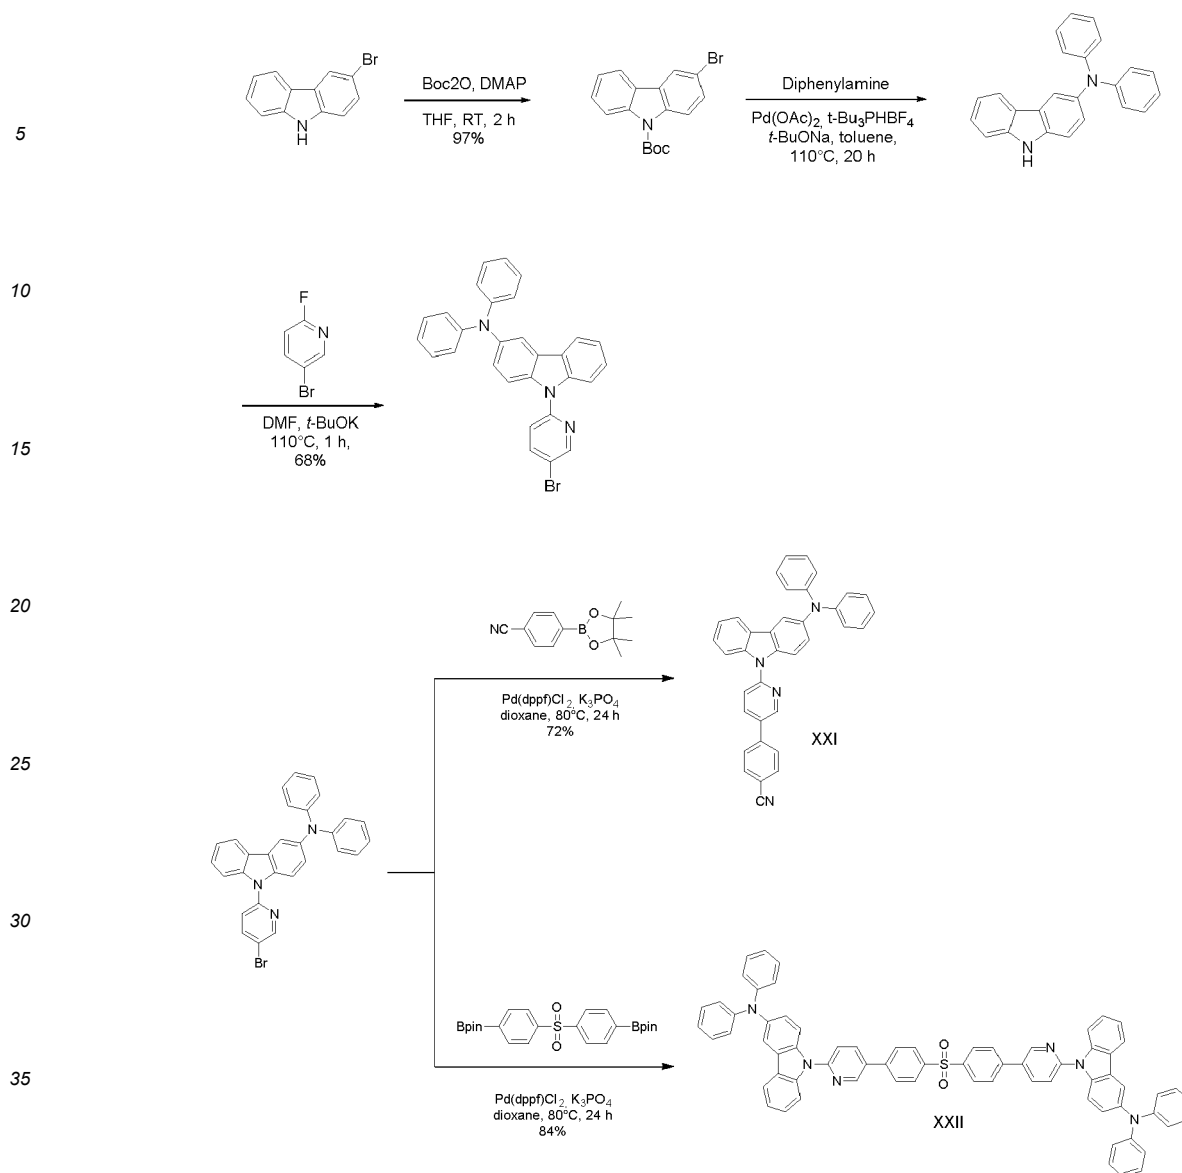 Br
N
H
Boc2O, DMAP
THF, RT, 2 h
97%
Br
N
Boc
Diphenylamine
Pd(OAc)2, t-Bu3PHBF4
t-BuONa, toluene,
110°C, 20 h
N
N
H
5
10
F
N
Br
DMF, t-BuOK
110°C, 1 h,
68%
N
N
N
Br
15
20
NC
B
O
O
Pd(dppf)Cl2, K3PO4
dioxane, 80°C, 24 h
72%
N
N
N
CN
XXI
25
N
N
N
Br
30
Bpin
O
S
O
Bpin
Pd(dppf)Cl2, K3PO4
dioxane, 80°C, 24 h
84%
N
N
N
O
S
O
N
N
N
XXII
35